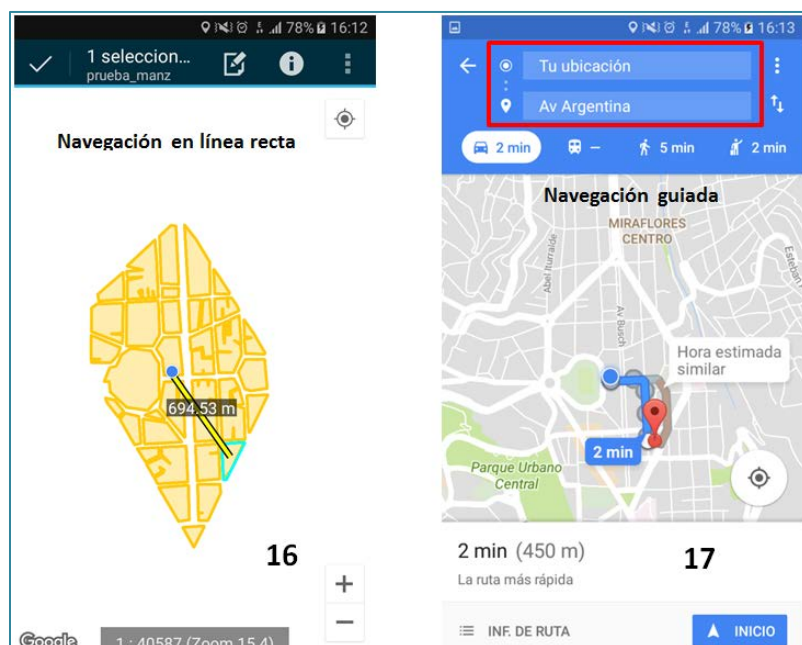 78% 16:12
1 seleccion...
prueba_manz
Navegación en línea recta
694.53 m
16
+
−
Google
1 : 40587 (Zoom 15.4)
78% 16:13
Tu ubicación
Av Argentina
2 min
–
5 min
2 min
Navegación guiada
MIRAFLORES
CENTRO
Abel Iturralde
Av Busch
Esteban
Hora estimada
similar
2 min
Parque Urbano
Central
2 min (450 m)
17
La ruta más rápida
INF. DE RUTA
INICIO